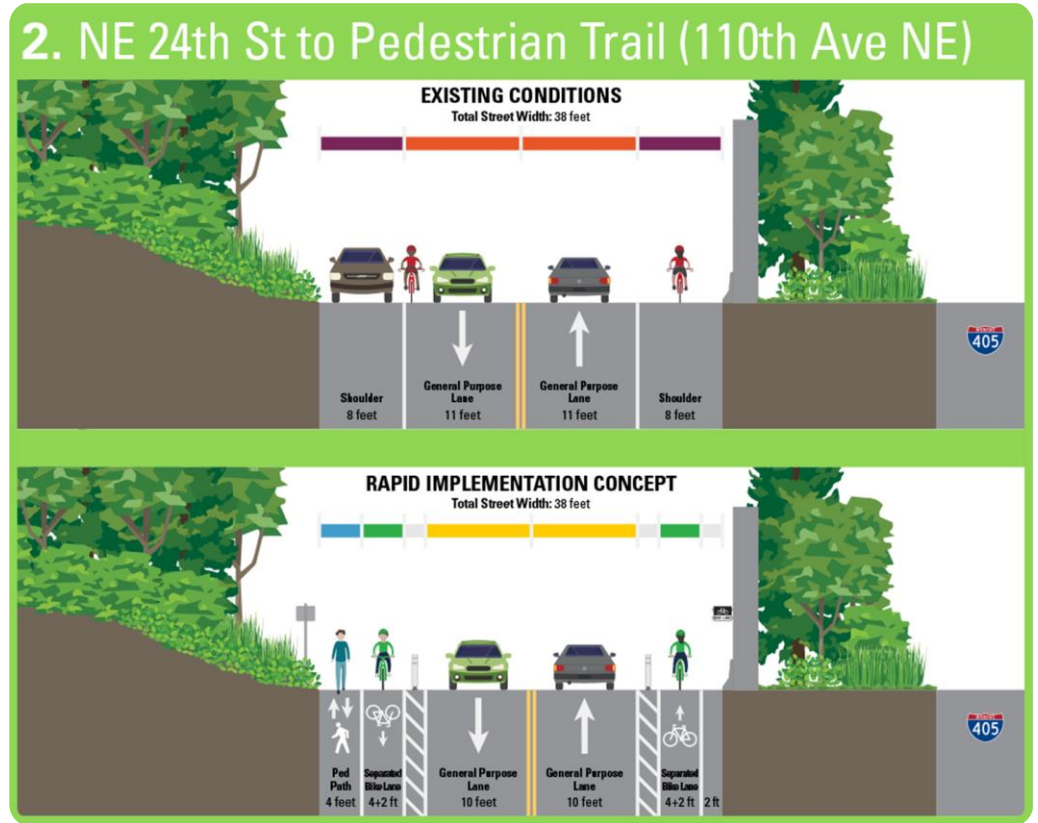 2. NE 24th St to Pedestrian Trail (110th Ave NE)
EXISTING CONDITIONS
Total Street Width: 38 feet
Shoulder
8 feet
General Purpose
Lane
11 feet
General Purpose
Lane
11 feet
Shoulder
8 feet
405
RAPID IMPLEMENTATION CONCEPT
Total Street Width: 38 feet
Ped
Path
4 feet
Separated
Bike Lane
4+2 ft
General Purpose
Lane
10 feet
General Purpose
Lane
10 feet
Separated
Bike Lane
4+2 ft
2 ft
405